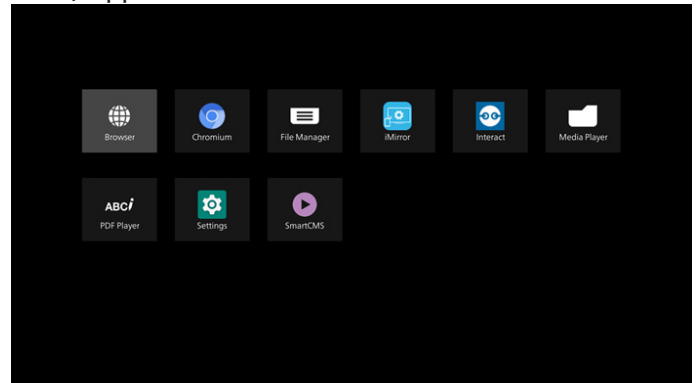 Browser
Chromium
File Manager
iMirror
Interact
Media Player
ABCi
PDF Player
Settings
SmartCMS